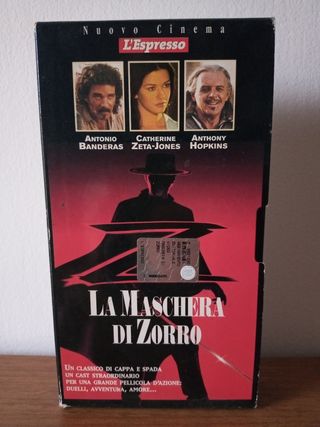 Nuovo Cinema
L'Espresso
ANTONIO
BANDERAS
CATHERINE
ZETA-JONES
ANTHONY
HOPKINS
LA MASCHERA
DI ZORRO
UN CLASSICO DI CAPPA E SPADA
UN CAST STRAORDINARIO
PER UNA GRANDE PELLICOLA D'AZIONE:
DUELLI, AVVENTURA, AMORE...